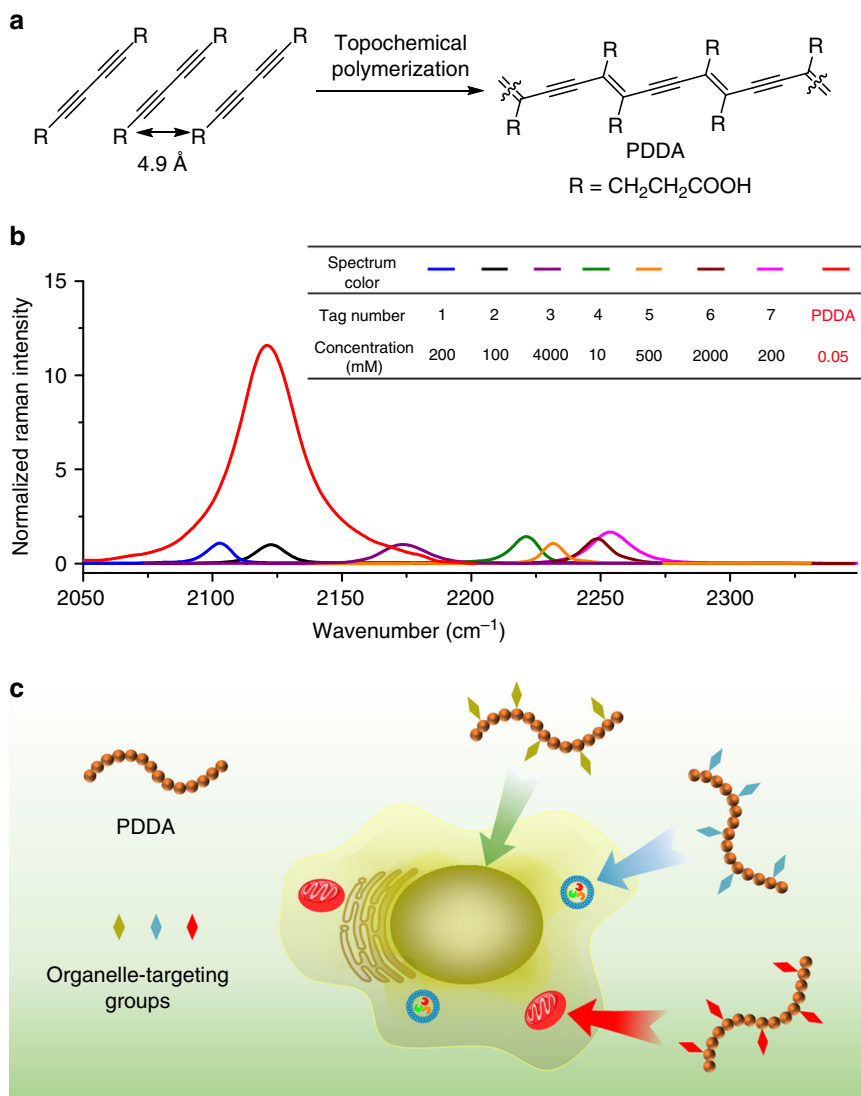 a
R R R
R R R
4.9 Å
Topochemical
polymerization
R R R
R R R
PDDA
R = CH₂CH₂COOH
b
Spectrum
color
Tag number 1 2 3 4 5 6 7 PDDA
Concentration
(mM) 200 100 4000 10 500 2000 200 0.05
Normalized raman intensity
15
10
5
0
2050 2100 2150 2200 2250 2300
Wavenumber (cm⁻¹)
c
PDDA
Organelle-targeting
groups